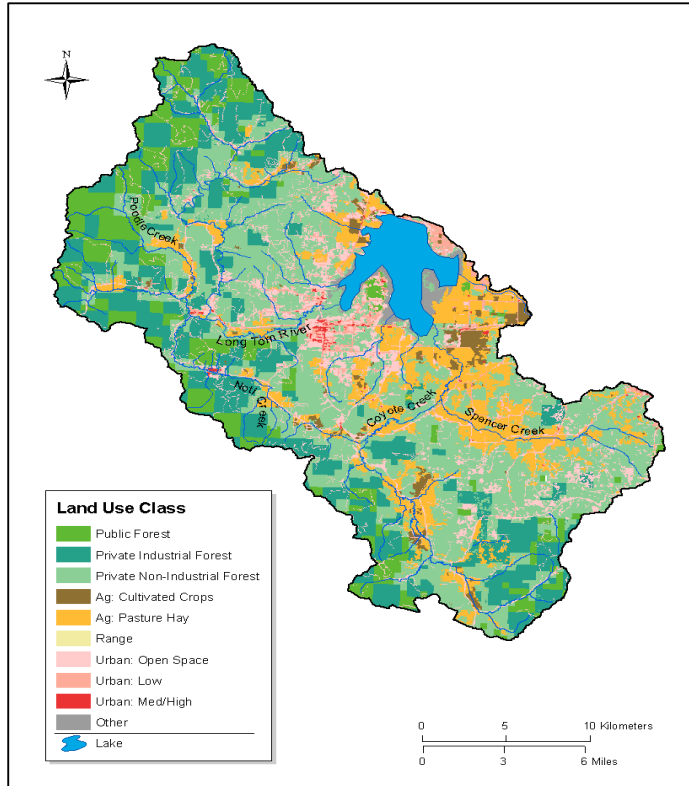 N
Poodle Creek
Long Tom River
Noti Creek
Coyote Creek
Spencer Creek
Land Use Class
Public Forest
Private Industrial Forest
Private Non-Industrial Forest
Ag: Cultivated Crops
Ag: Pasture Hay
Range
Urban: Open Space
Urban: Low
Urban: Med/High
Other
Lake
0 5 10 Kilometers
0 3 6 Miles